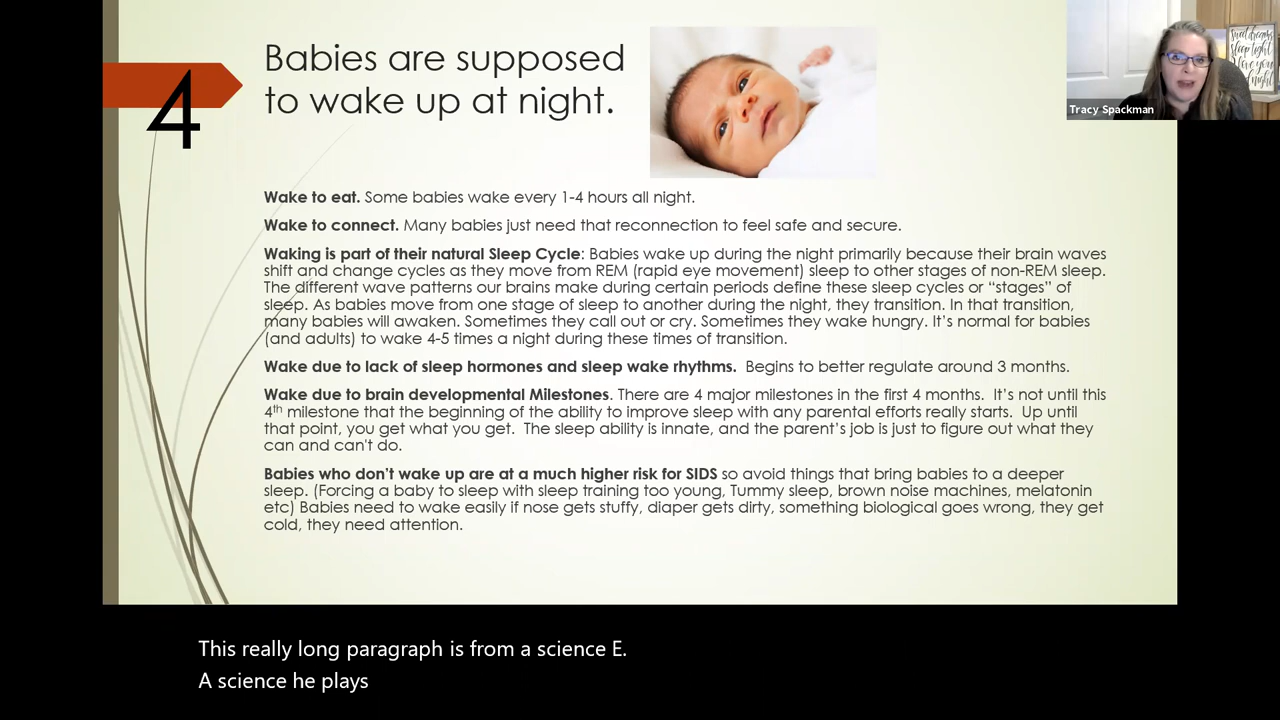 Babies are supposed
to wake up at night.
4
Tracy Spackman
sweet dreams
sleep tight
love you
night
Wake to eat. Some babies wake every 1-4 hours all night.
Wake to connect. Many babies just need that reconnection to feel safe and secure.
Waking is part of their natural Sleep Cycle: Babies wake up during the night primarily because their brain waves
shift and change cycles as they move from REM (rapid eye movement) sleep to other stages of non-REM sleep.
The different wave patterns our brains make during certain periods define these sleep cycles or “stages” of
sleep. As babies move from one stage of sleep to another during the night, they transition. In that transition,
many babies will awaken. Sometimes they call out or cry. Sometimes they wake hungry. It’s normal for babies
(and adults) to wake 4-5 times a night during these times of transition.
Wake due to lack of sleep hormones and sleep wake rhythms. Begins to better regulate around 3 months.
Wake due to brain developmental Milestones. There are 4 major milestones in the first 4 months. It’s not until this
4th milestone that the beginning of the ability to improve sleep with any parental efforts really starts. Up until
that point, you get what you get. The sleep ability is innate, and the parent’s job is just to figure out what they
can and can't do.
Babies who don’t wake up are at a much higher risk for SIDS so avoid things that bring babies to a deeper
sleep. (Forcing a baby to sleep with sleep training too young, Tummy sleep, brown noise machines, melatonin
etc) Babies need to wake easily if nose gets stuffy, diaper gets dirty, something biological goes wrong, they get
cold, they need attention.
This really long paragraph is from a science E.
A science he plays